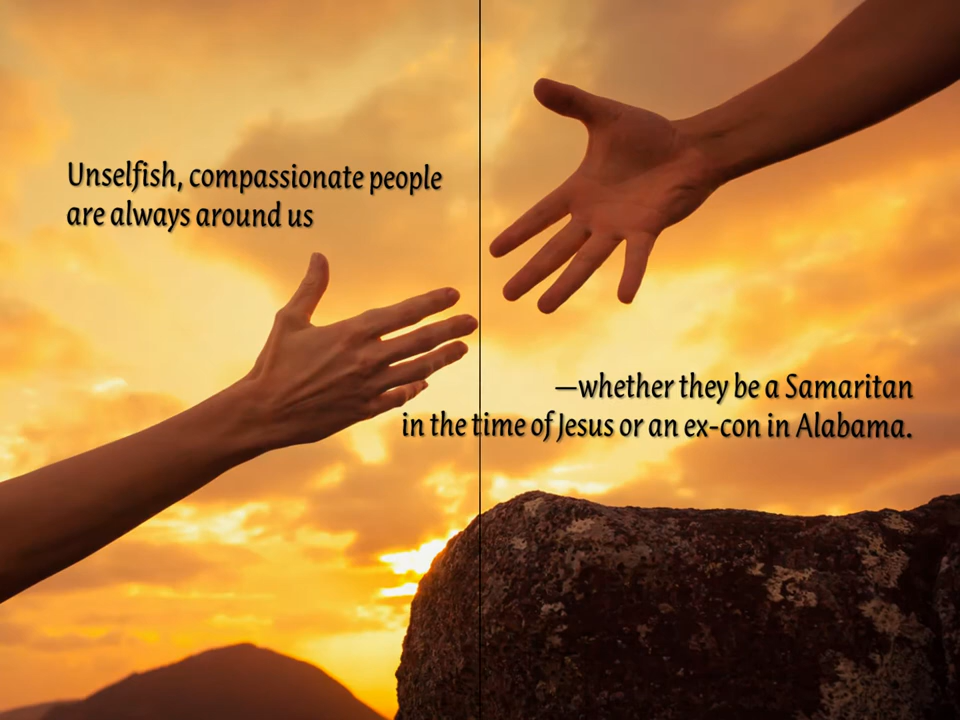 Unselfish, compassionate people
are always around us
—whether they be a Samaritan
in the time of Jesus or an ex-con in Alabama.